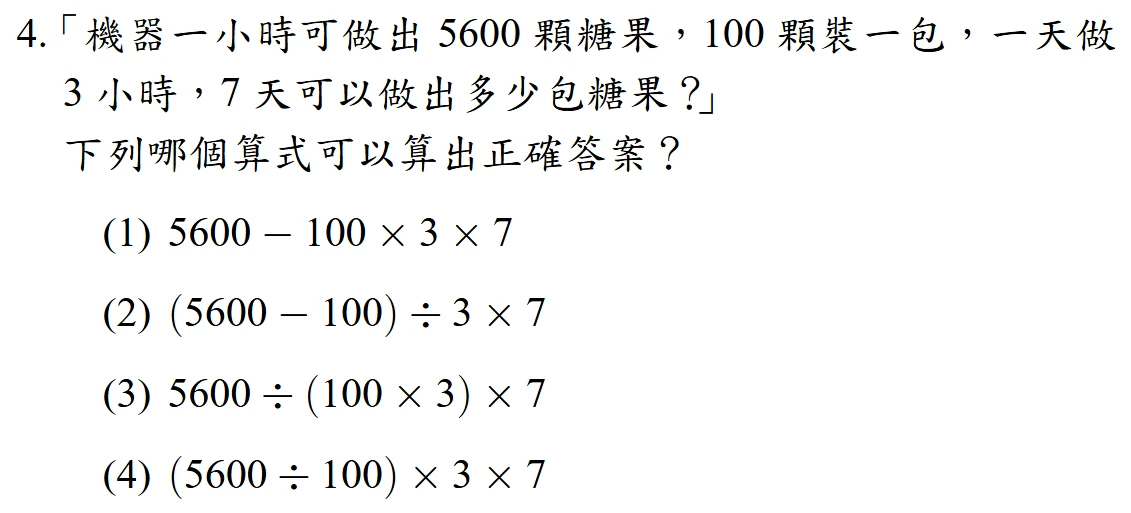 4.「機器一小時可做出 5600 顆糖果，100 顆裝一包，一天做
3 小時，7 天可以做出多少包糖果？」
下列哪個算式可以算出正確答案？
(1) 5600 − 100 × 3 × 7
(2) (5600 − 100) ÷ 3 × 7
(3) 5600 ÷ (100 × 3) × 7
(4) (5600 ÷ 100) × 3 × 7